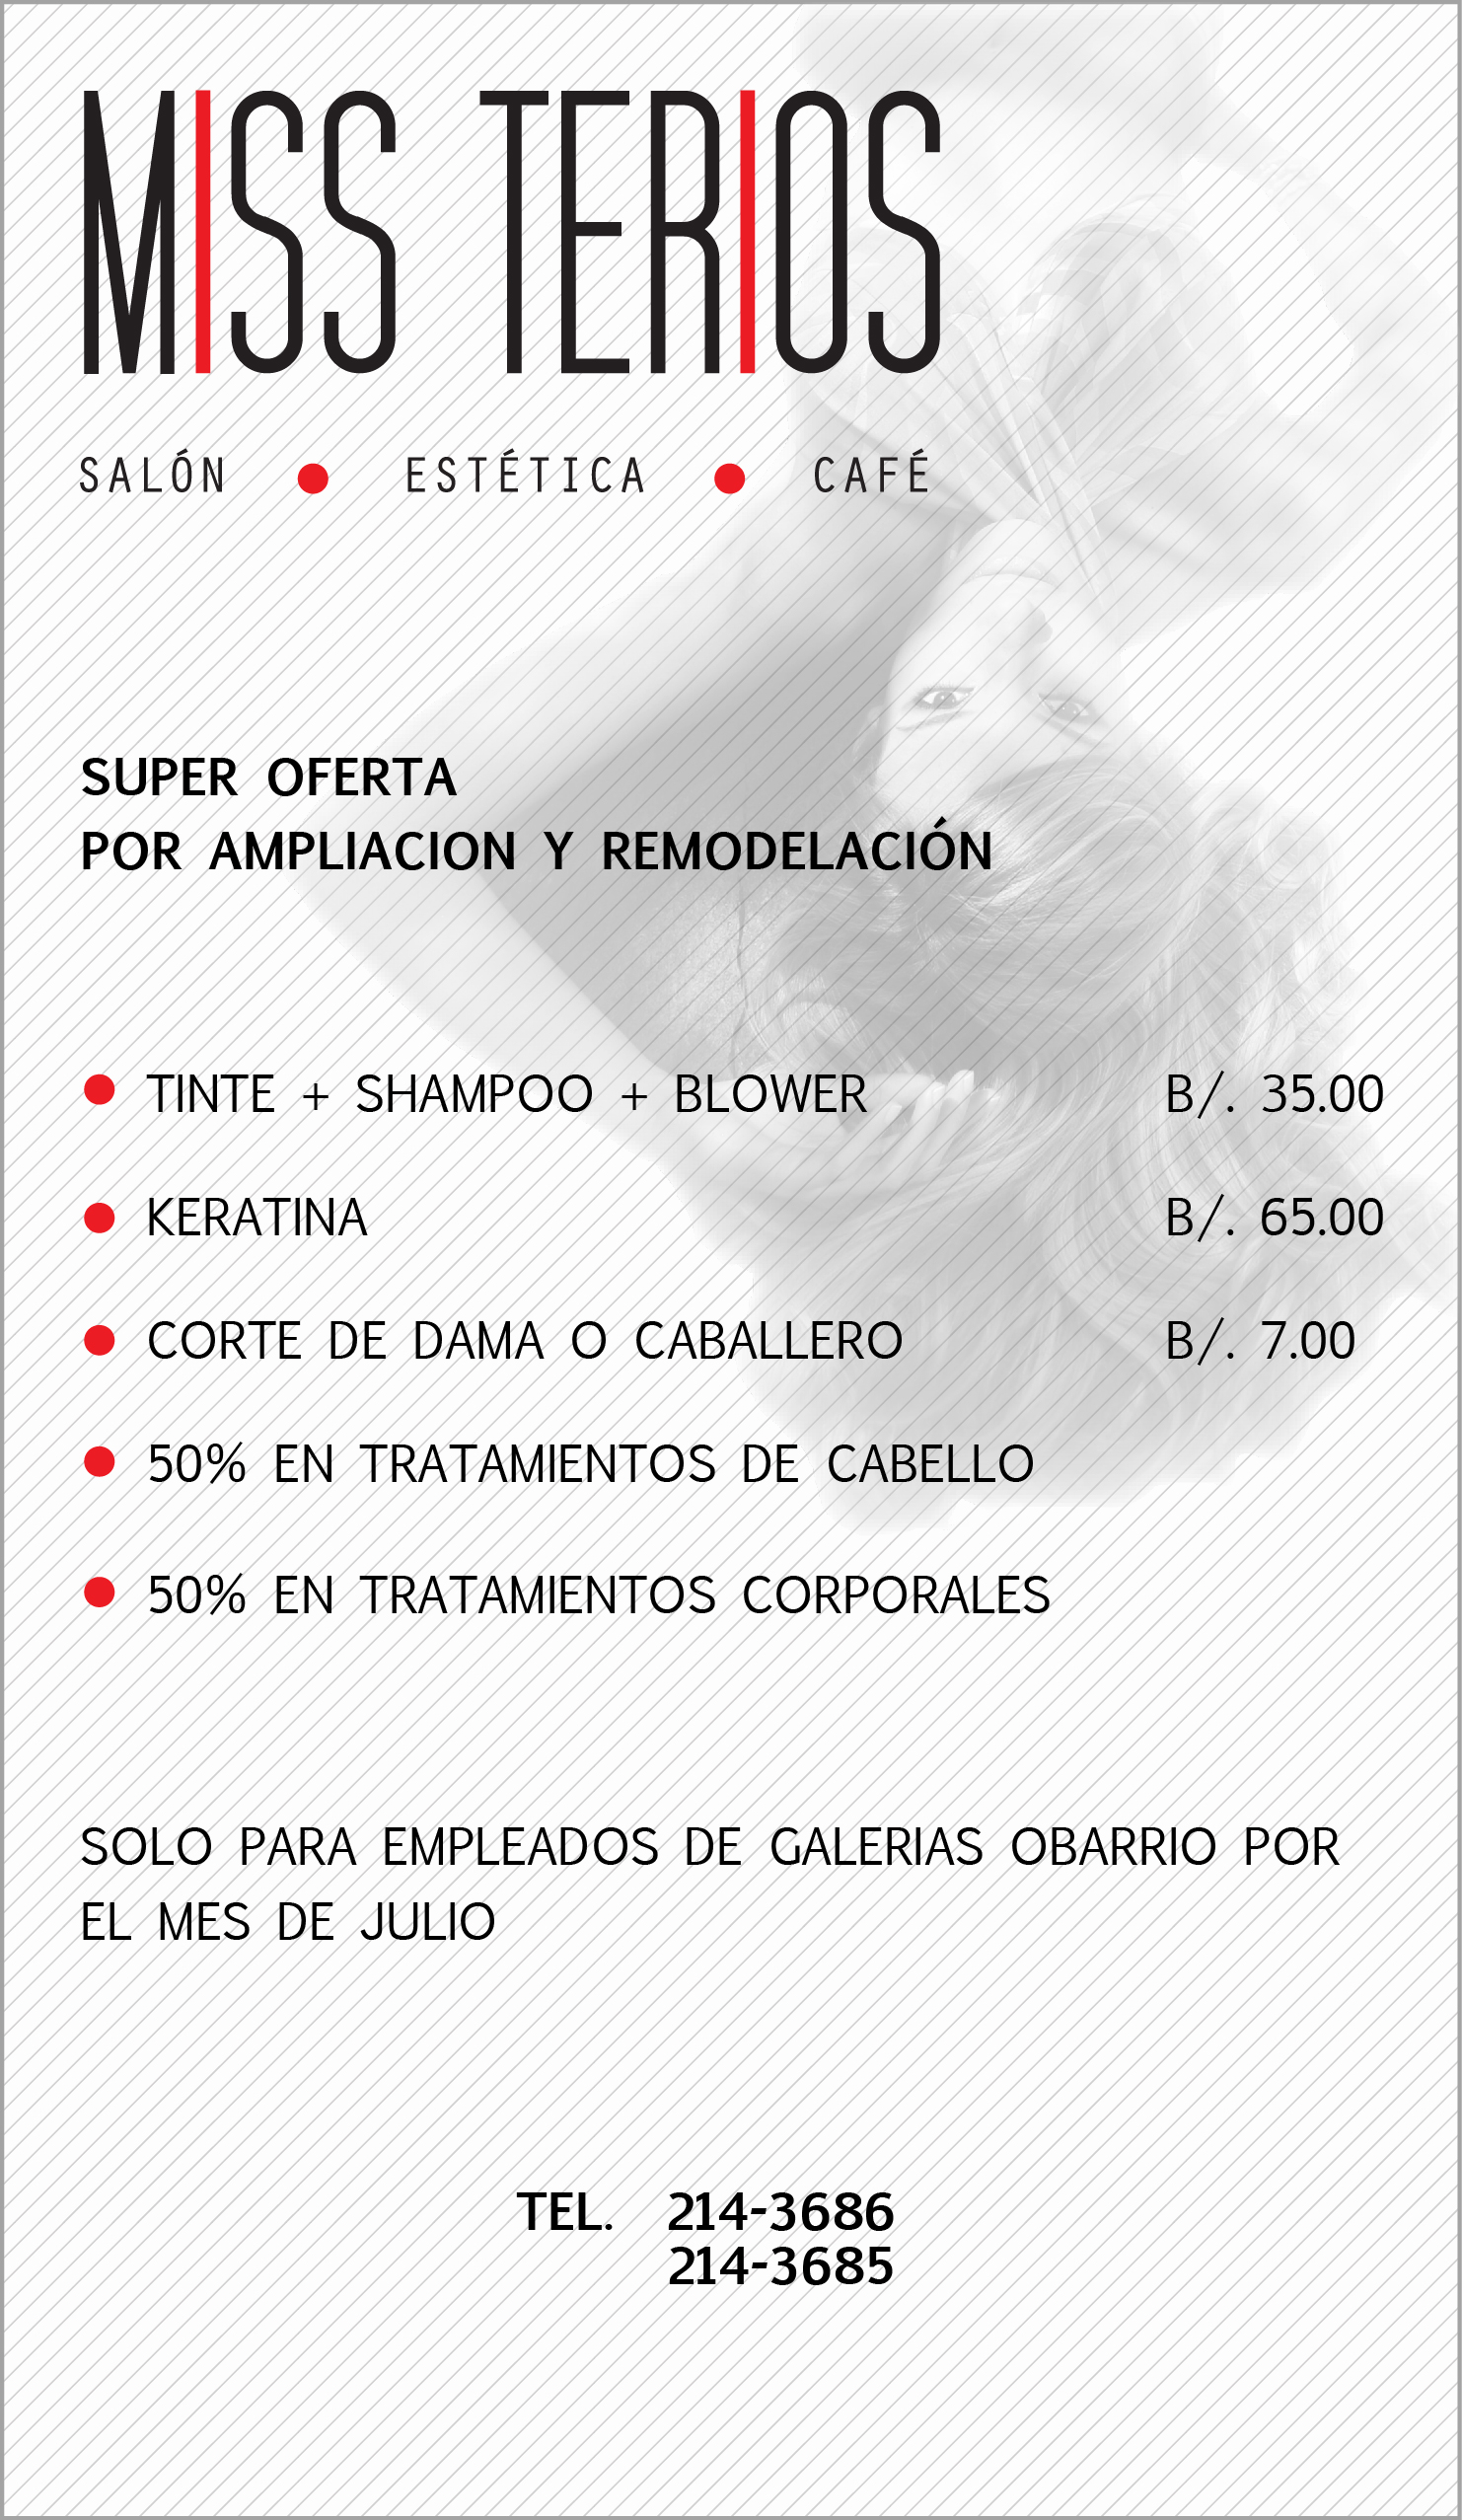 MISS TERIOS
SALÓN • ESTÉTICA • CAFÉ
SUPER OFERTA
POR AMPLIACION Y REMODELACIÓN
• TINTE + SHAMPOO + BLOWER B/. 35.00
• KERATINA B/. 65.00
• CORTE DE DAMA O CABALLERO B/. 7.00
• 50% EN TRATAMIENTOS DE CABELLO
• 50% EN TRATAMIENTOS CORPORALES
SOLO PARA EMPLEADOS DE GALERIAS OBARRIO POR
EL MES DE JULIO
TEL. 214-3686
214-3685